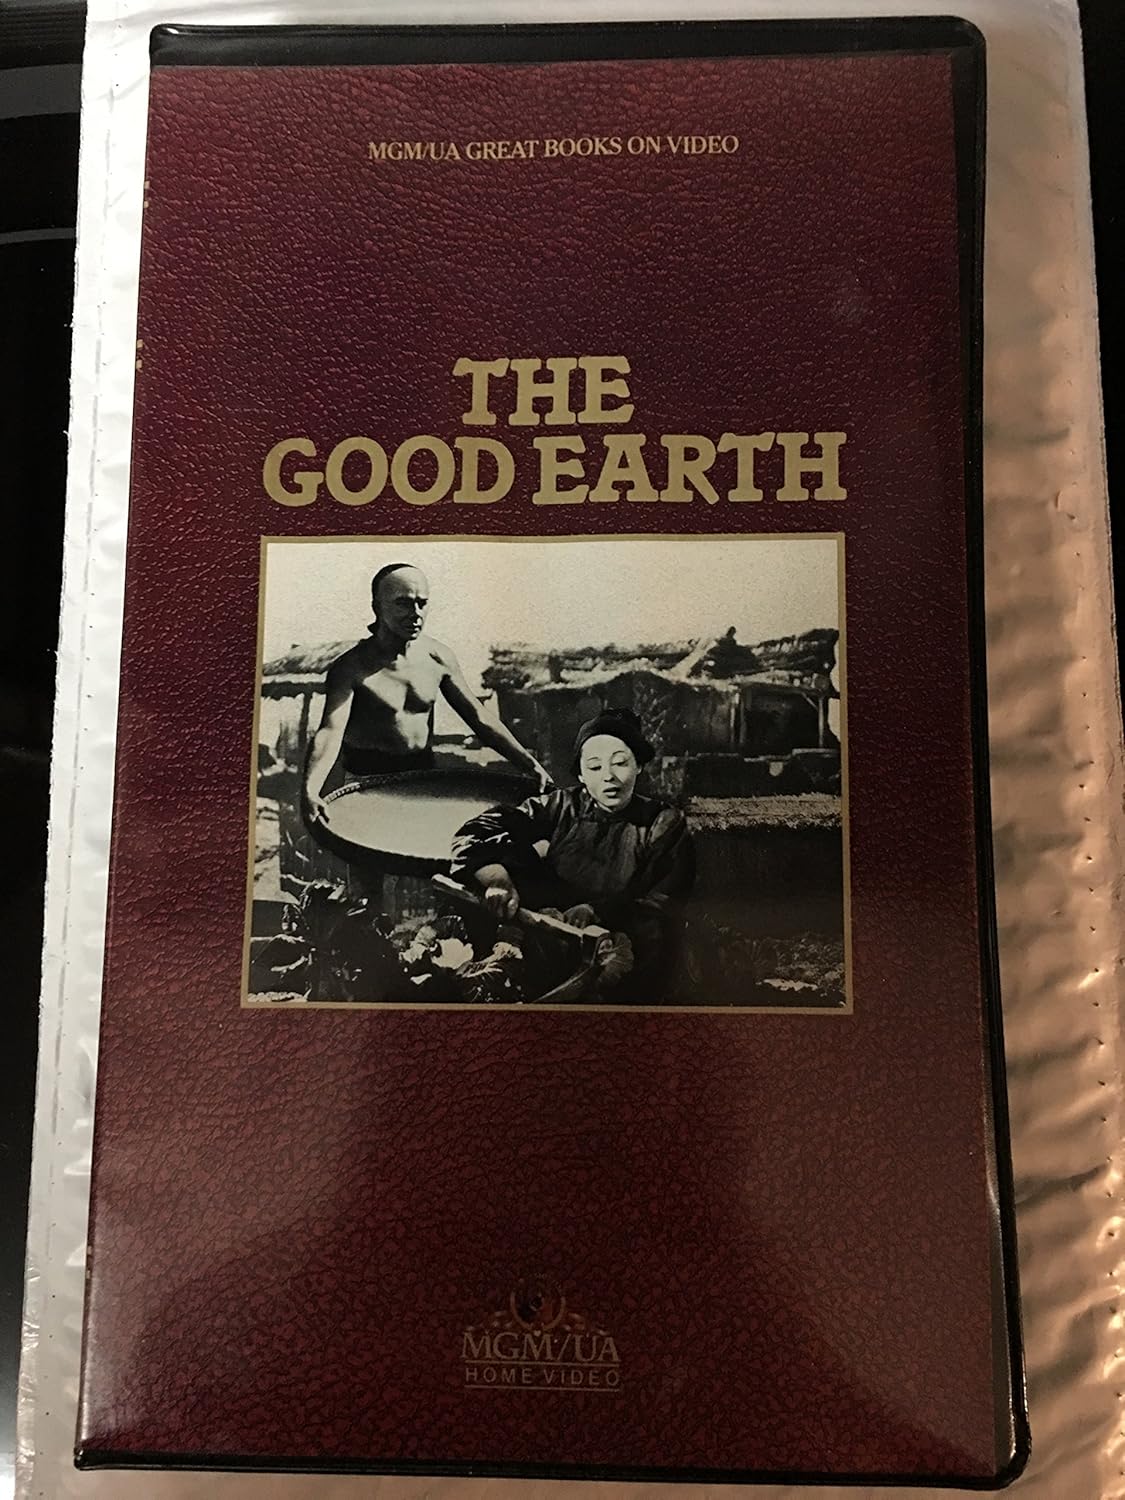 MGM/UA GREAT BOOKS ON VIDEO
THE
GOOD EARTH
MGM/UA
HOME VIDEO